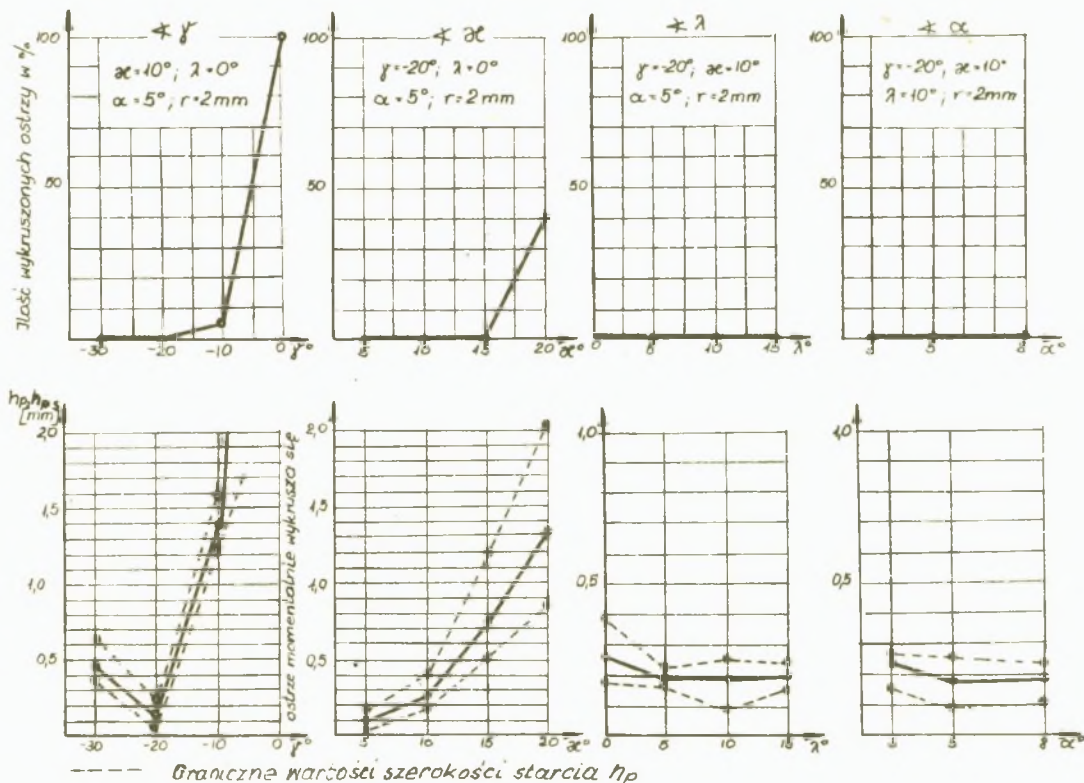 ∢ γ
∢ æ
∢ λ
∢ α
Ilość wykruszonych ostrzy w %
100
50
æ = 10°; λ = 0°
α = 5°; r = 2mm
-30 -20 -10 0 γ°
100
50
γ = -20°; λ = 0°
α = 5°; r = 2mm
5 10 15 20 æ°
100
50
γ = -20°; æ = 10°
α = 5°; r = 2mm
0 5 10 15 λ°
100
50
γ = -20°, æ = 10°
λ = 10°; r = 2mm
3 5 8 α°
hp, hps
[mm]
2,0
1,5
1,0
0,5
-30 -20 -10 0 γ°
ostrze momentalnie wykrusza się
2,0
1,5
1,0
0,5
5 10 15 20 æ°
1,0
0,5
0 5 10 15 λ°
1,0
0,5
3 5 8 α°
---- Graniczne wartości szerokości starcia hp